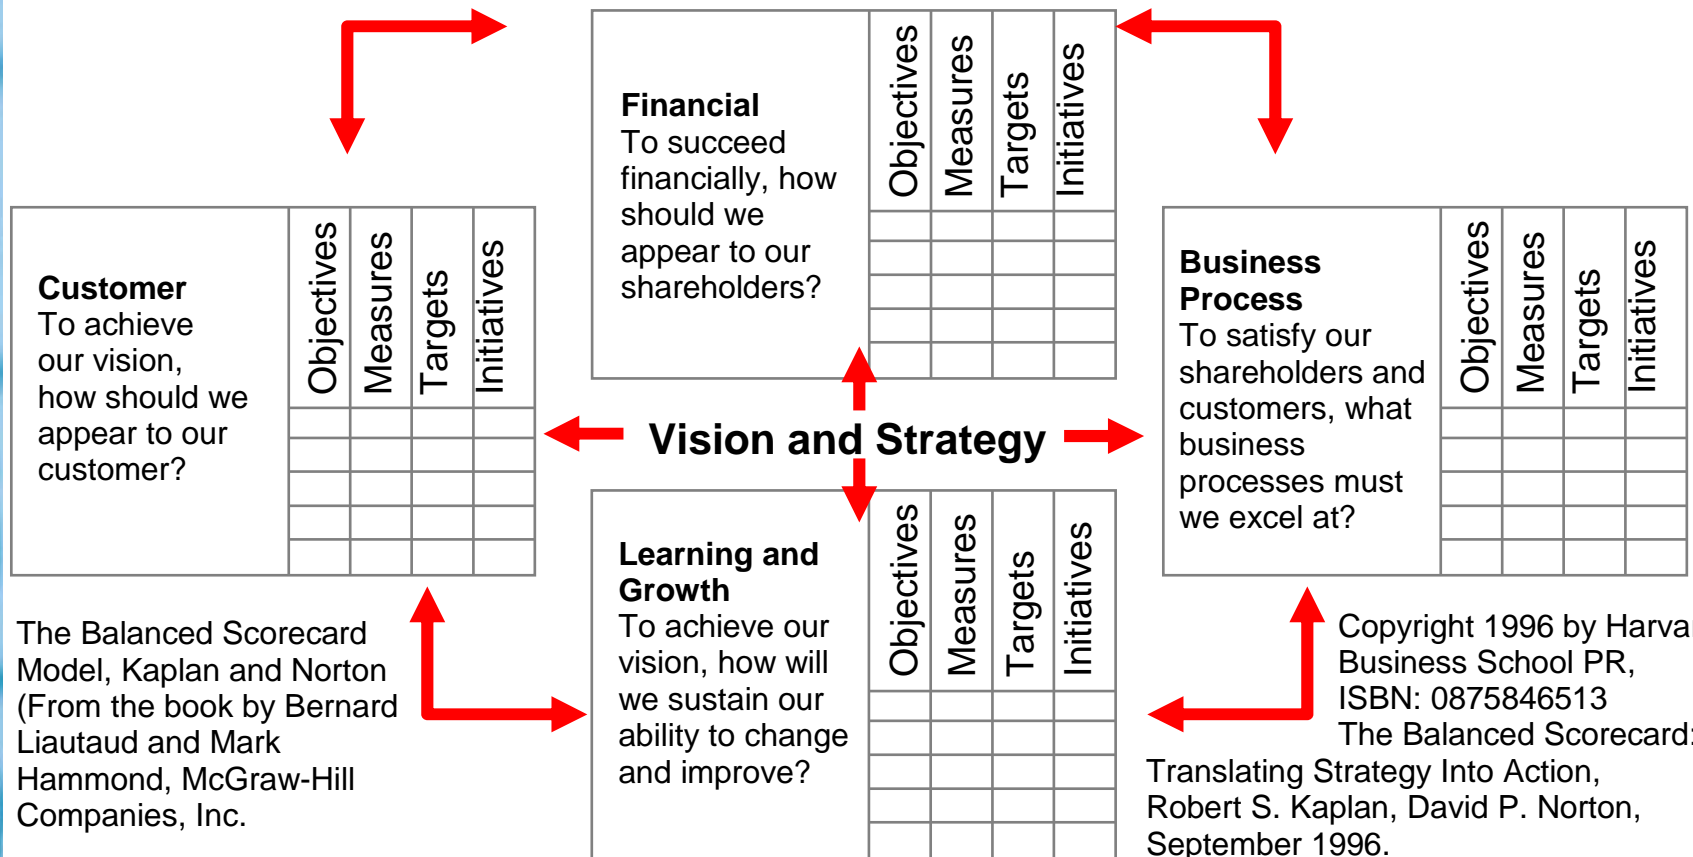 Financial
To succeed
financially, how
should we
appear to our
shareholders?
Objectives
Measures
Targets
Initiatives
Customer
To achieve
our vision,
how should we
appear to our
customer?
Objectives
Measures
Targets
Initiatives
Vision and Strategy
Business
Process
To satisfy our
shareholders and
customers, what
business
processes must
we excel at?
Objectives
Measures
Targets
Initiatives
Learning and
Growth
To achieve our
vision, how will
we sustain our
ability to change
and improve?
Objectives
Measures
Targets
Initiatives
The Balanced Scorecard
Model, Kaplan and Norton
(From the book by Bernard
Liautaud and Mark
Hammond, McGraw-Hill
Companies, Inc.
Copyright 1996 by
Business School PR,
ISBN: 0875846513
The Balanced Scorecard:
Translating Strategy Into Action,
Robert S. Kaplan, David P. Norton,
September 1996.